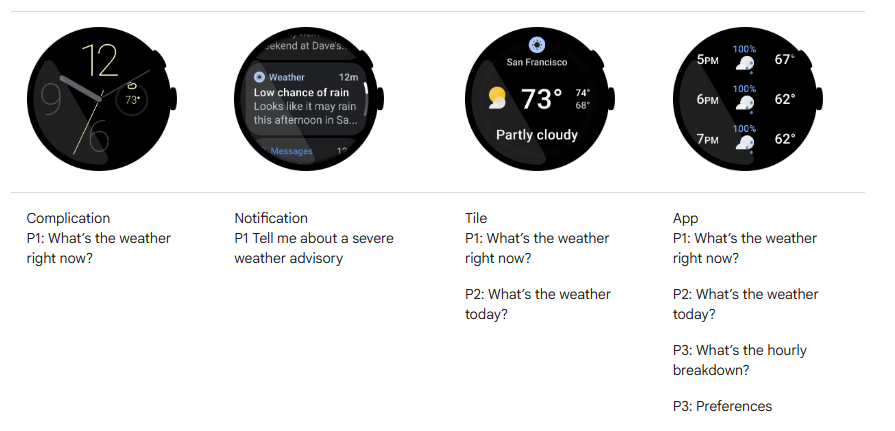 12
9
73°
6
eekend at Dave's..
Weather 12m
Low chance of rain
Looks like it may rain
this afternoon in Sa...
Messages 12
San Francisco
73° 74°
68°
Partly cloudy
100%
5PM 67°
100%
6PM 62°
100%
7PM 62°
Complication
P1: What's the weather
right now?
Notification
P1 Tell me about a severe
weather advisory
Tile
P1: What's the weather
right now?
P2: What's the weather
today?
App
P1: What's the weather
right now?
P2: What's the weather
today?
P3: What's the hourly
breakdown?
P3: Preferences